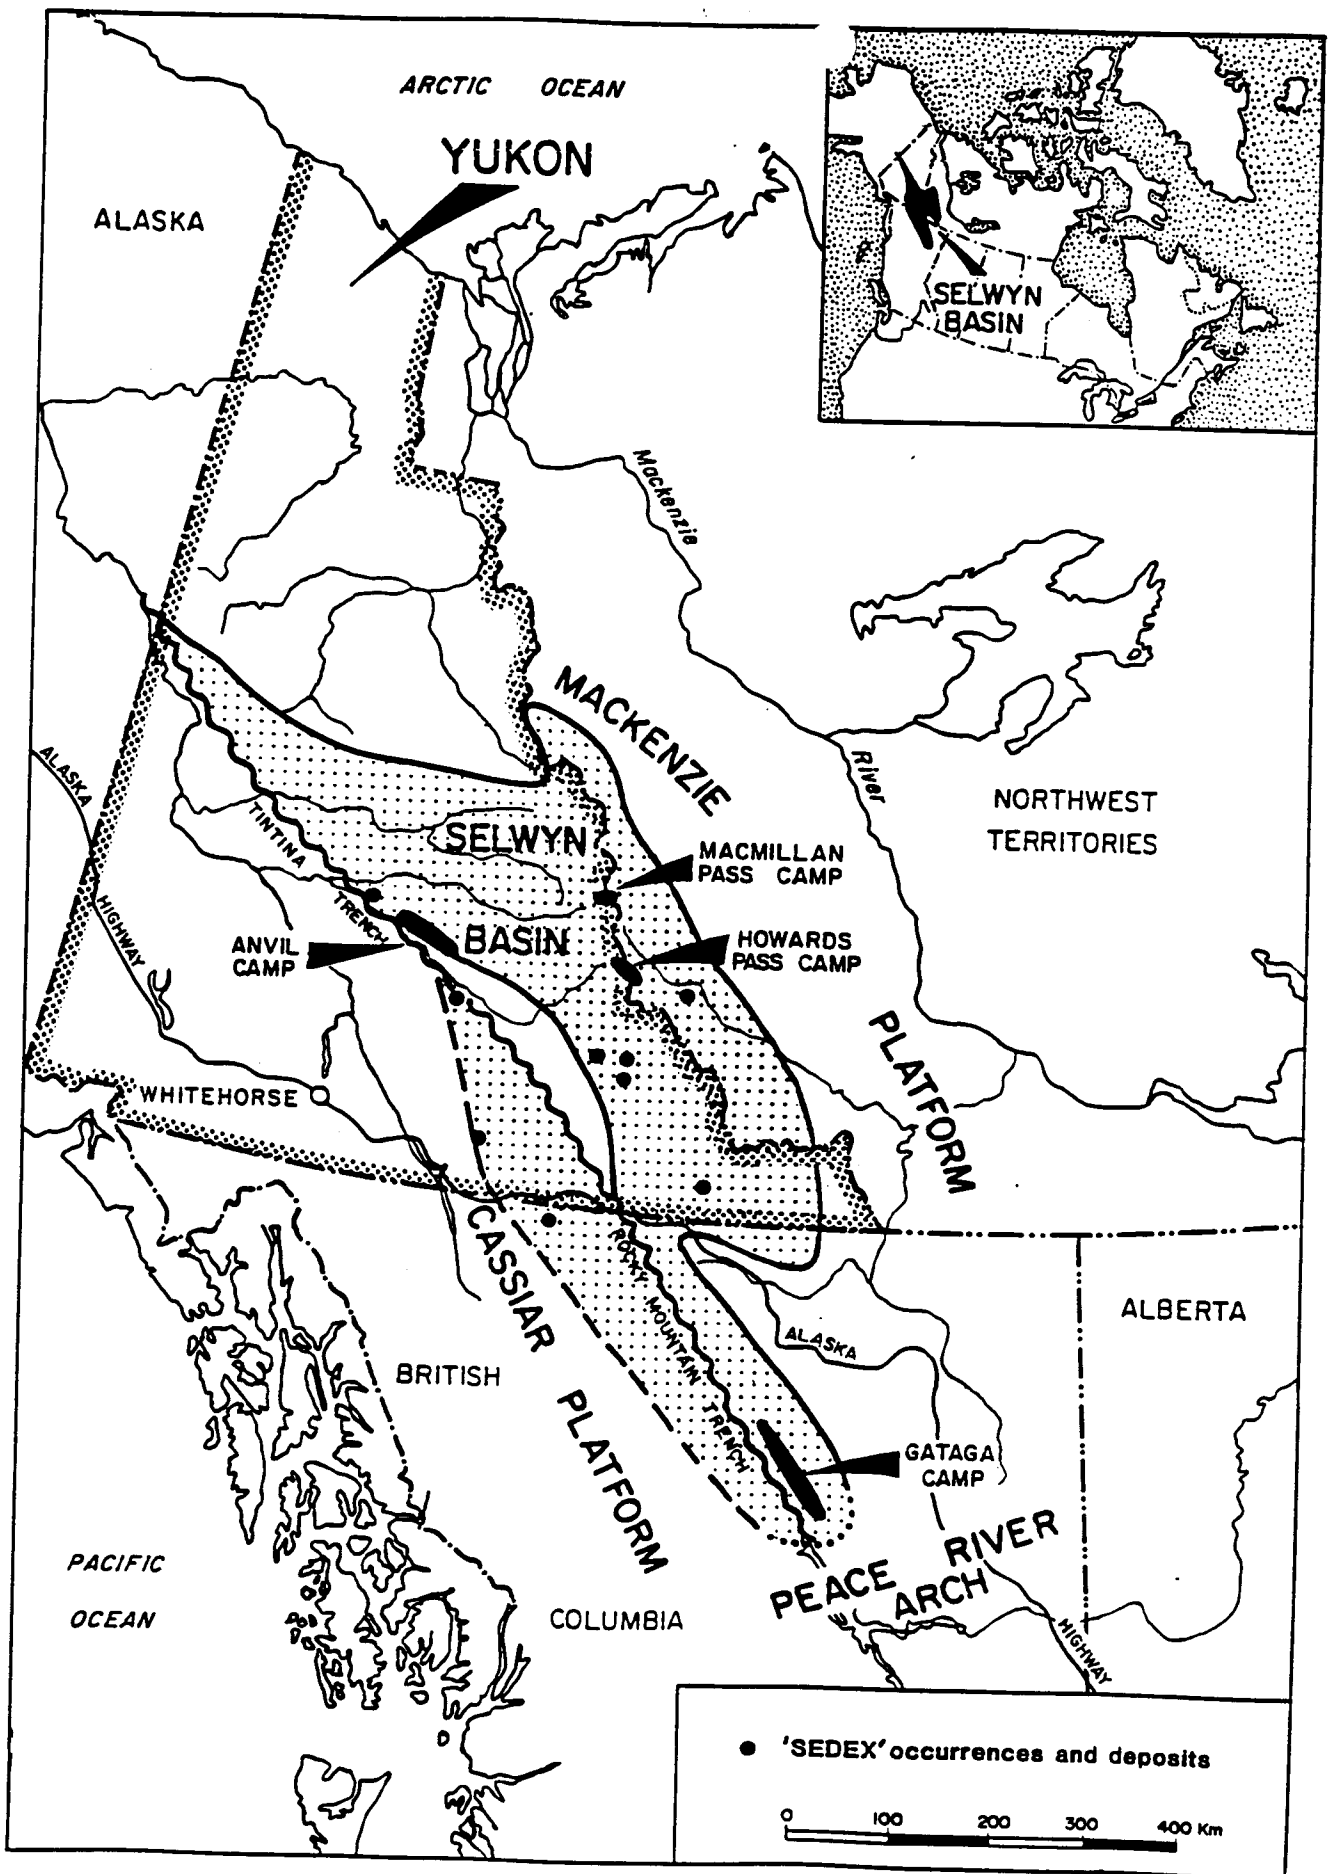 ARCTIC OCEAN
YUKON
ALASKA
SELWYN
BASIN
Mackenzie
River
MACKENZIE
PLATFORM
NORTHWEST
TERRITORIES
ALASKA
HIGHWAY
TINTINA
TRENCH
SELWYN
BASIN
MACMILLAN
PASS CAMP
HOWARDS
PASS CAMP
ANVIL
CAMP
WHITEHORSE
CASSIAR
PLATFORM
ROCKY MOUNTAIN TRENCH
ALASKA
HIGHWAY
ALBERTA
BRITISH
COLUMBIA
GATAGA
CAMP
PEACE RIVER
ARCH
PACIFIC
OCEAN
'SEDEX' occurrences and deposits
0 100 200 300 400 Km